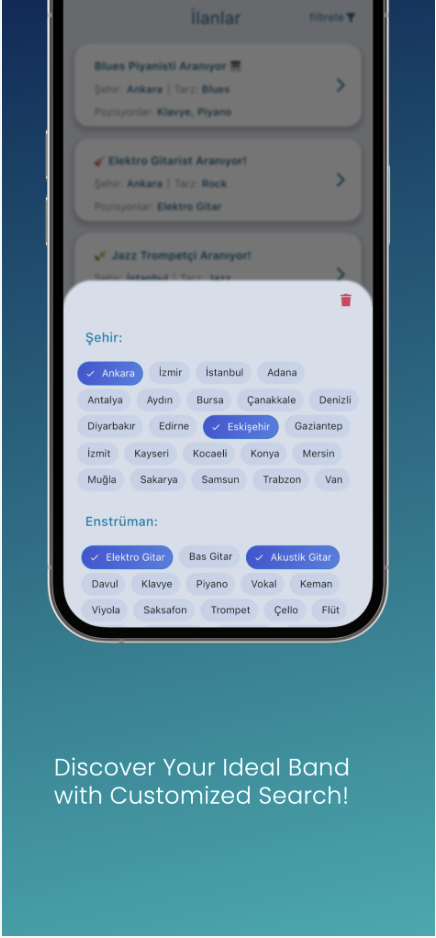 İlanlar filtrele
Blues Piyanisti Aranıyor 🎹
Şehir: Ankara | Tarz: Blues
Pozisyonlar: Klavye, Piyano
🎸 Elektro Gitarist Aranıyor!
Şehir: Ankara | Tarz: Rock
Pozisyonlar: Elektro Gitar
🎺 Jazz Trompetçi Aranıyor!
Şehir: İstanbul | Tarz: Jazz
Şehir:
✓ Ankara İzmir İstanbul Adana
Antalya Aydın Bursa Çanakkale Denizli
Diyarbakır Edirne ✓ Eskişehir Gaziantep
İzmit Kayseri Kocaeli Konya Mersin
Muğla Sakarya Samsun Trabzon Van
Enstrüman:
✓ Elektro Gitar Bas Gitar ✓ Akustik Gitar
Davul Klavye Piyano Vokal Keman
Viyola Saksafon Trompet Çello Flüt
Discover Your Ideal Band
with Customized Search!